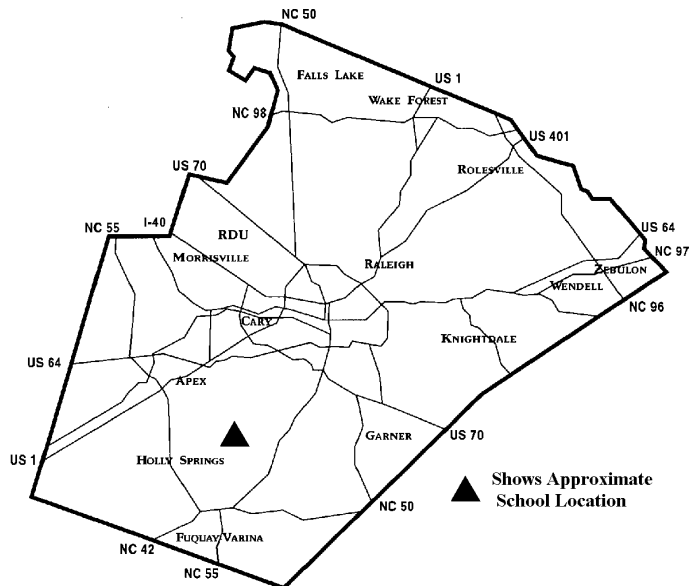 NC 50
FALLS LAKE
US 1
WAKE FOREST
NC 98
US 401
US 70
ROLESVILLE
NC 55
I-40
RDU
US 64
MORRISVILLE
RALEIGH
NC 97
ZEBULON
WENDELL
NC 96
CARY
KNIGHTDALE
US 64
APEX
GARNER
US 70
US 1
HOLLY SPRINGS
Shows Approximate
School Location
NC 50
FUQUAY VARINA
NC 42
NC 55